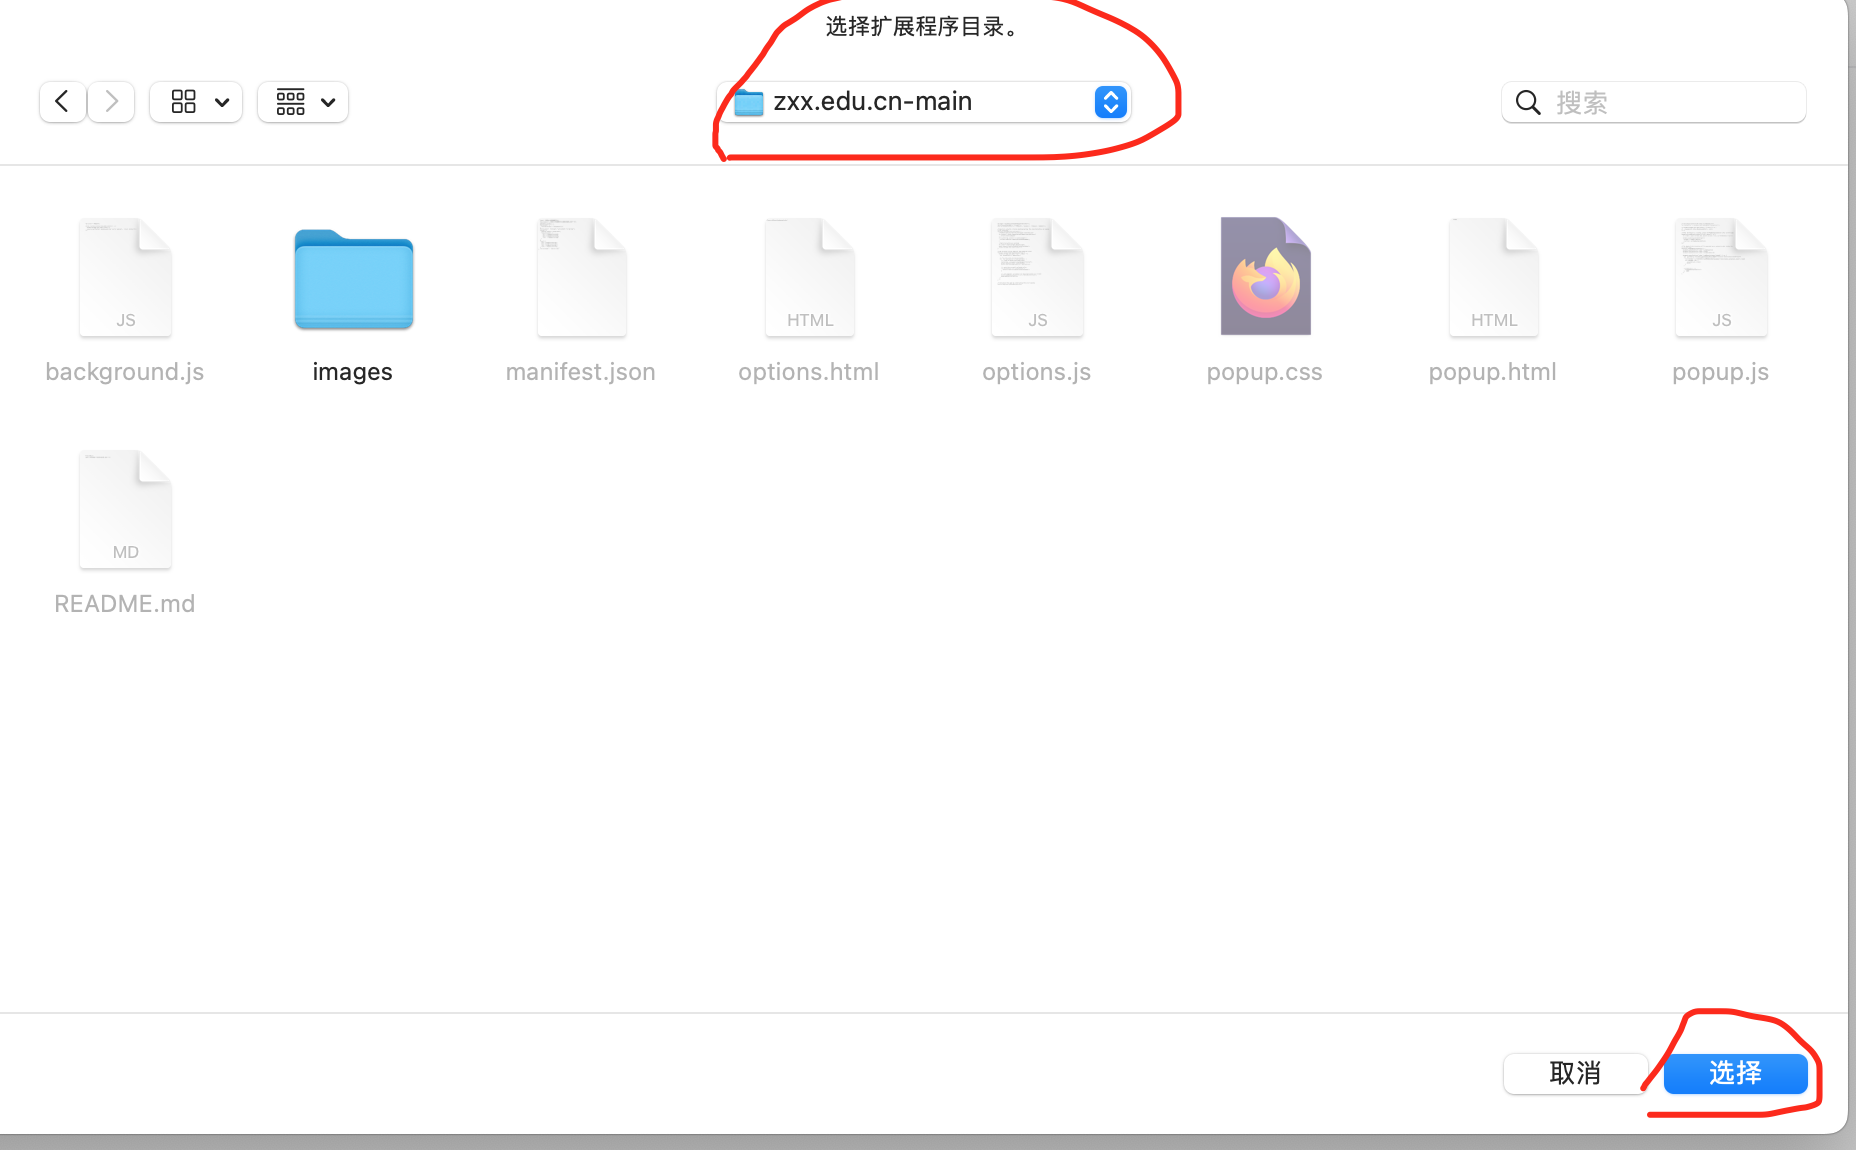 选择扩展程序目录。
zxx.edu.cn-main
搜索
JS
HTML
JS
HTML
JS
background.js
images
manifest.json
options.html
options.js
popup.css
popup.html
popup.js
MD
README.md
取消
选择